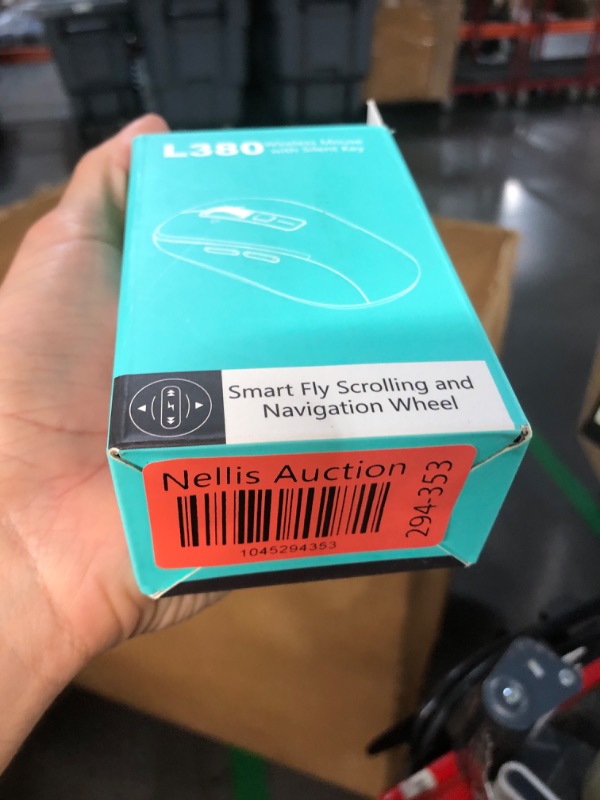 L380 Wireless Mouse
with Silent Key
Smart Fly Scrolling and
Navigation Wheel
Nellis Auction
294-353
1045294353